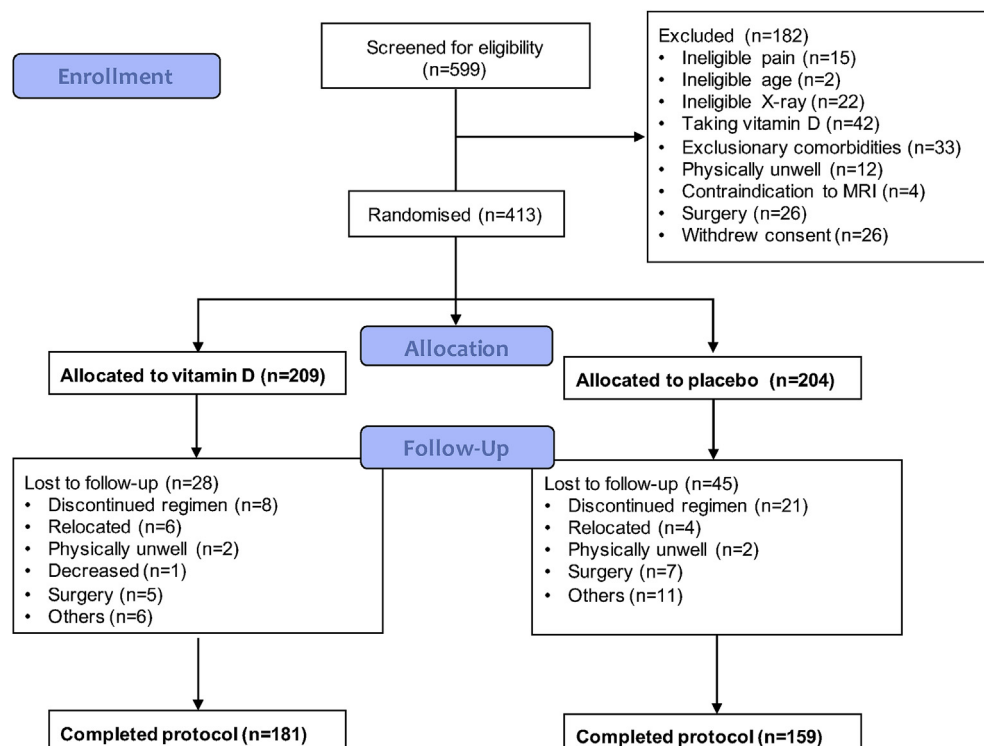 Enrollment
Screened for eligibility
(n=599)
Excluded (n=182)
• Ineligible pain (n=15)
• Ineligible age (n=2)
• Ineligible X-ray (n=22)
• Taking vitamin D (n=42)
• Exclusionary comorbidities (n=33)
• Physically unwell (n=12)
• Contraindication to MRI (n=4)
• Surgery (n=26)
• Withdrew consent (n=26)
Randomised (n=413)
Allocation
Allocated to vitamin D (n=209)
Allocated to placebo (n=204)
Follow-Up
Lost to follow-up (n=28)
• Discontinued regimen (n=8)
• Relocated (n=6)
• Physically unwell (n=2)
• Decreased (n=1)
• Surgery (n=5)
• Others (n=6)
Lost to follow-up (n=45)
• Discontinued regimen (n=21)
• Relocated (n=4)
• Physically unwell (n=2)
• Surgery (n=7)
• Others (n=11)
Completed protocol (n=181)
Completed protocol (n=159)